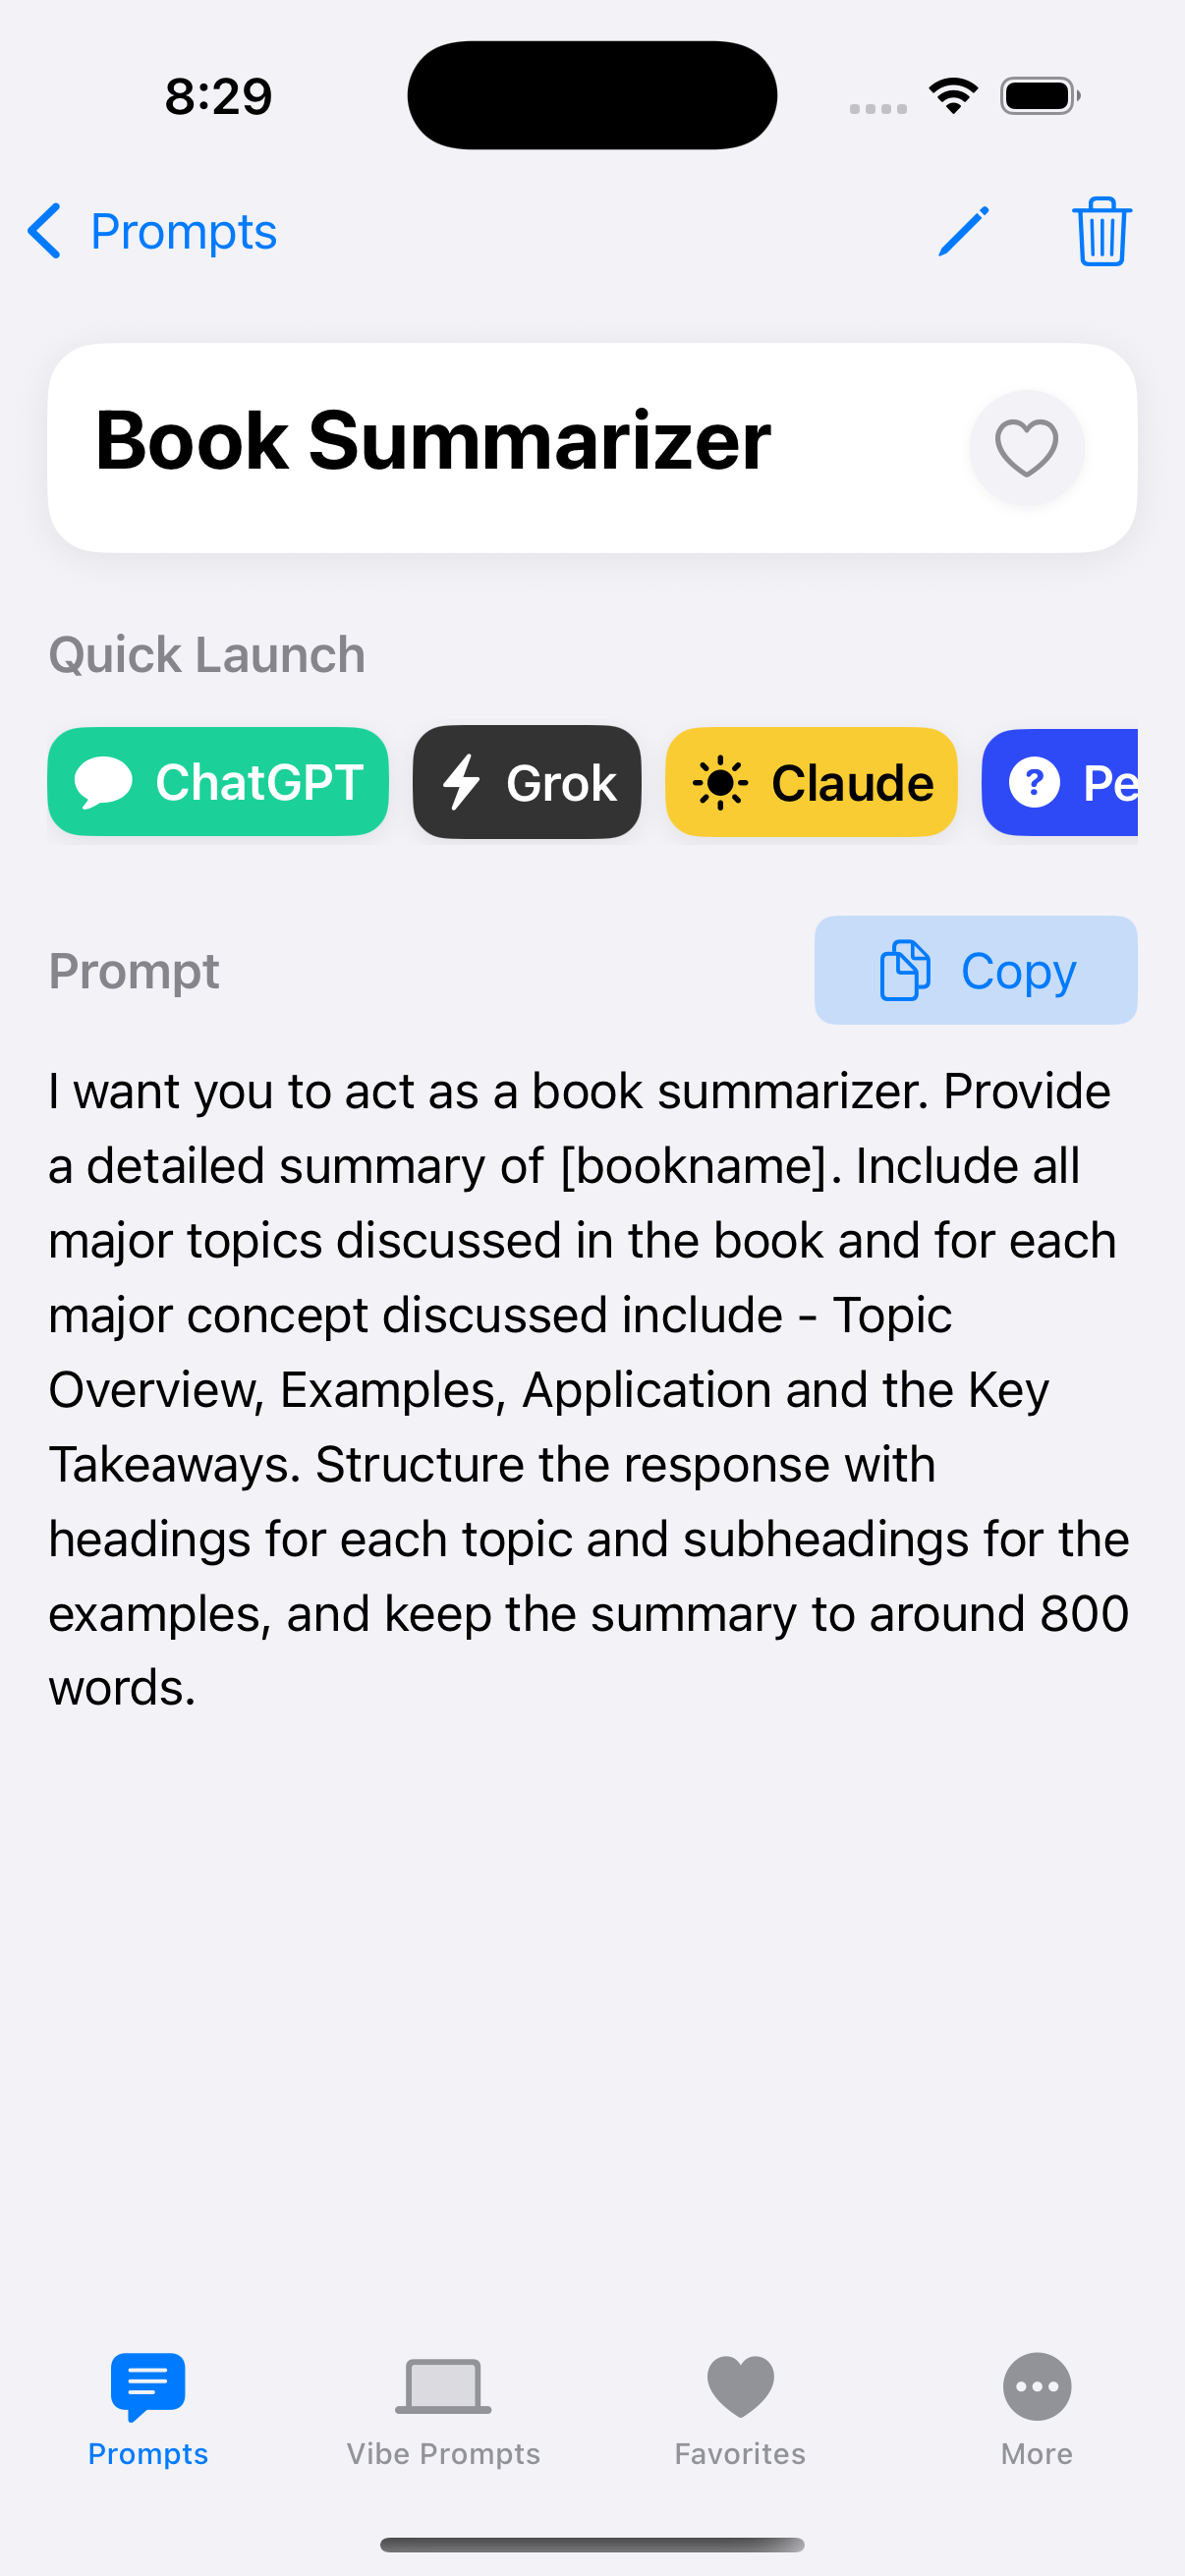 8:29
Prompts
Book Summarizer
Quick Launch
ChatGPT
Grok
Claude
? Pe
Prompt
Copy
I want you to act as a book summarizer. Provide
a detailed summary of [bookname]. Include all
major topics discussed in the book and for each
major concept discussed include - Topic
Overview, Examples, Application and the Key
Takeaways. Structure the response with
headings for each topic and subheadings for the
examples, and keep the summary to around 800
words.
Prompts
Vibe Prompts
Favorites
More